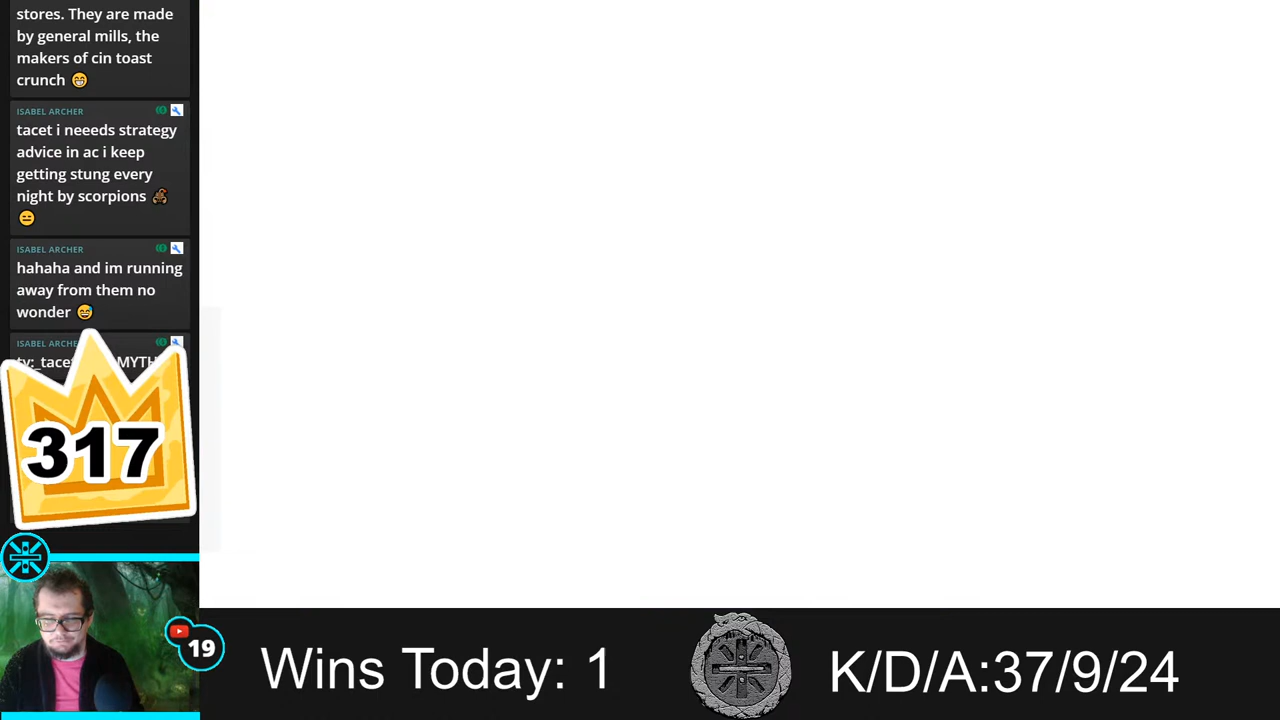 stores. They are made
by general mills, the
makers of cin toast
crunch 😁
ISABEL ARCHER
tacet i neeeds strategy
advice in ac i keep
getting stung every
night by scorpions 🦂
😑
ISABEL ARCHER
hahaha and im running
away from them no
wonder 😅
ISABEL
317
19
Wins Today: 1
K/D/A:37/9/24